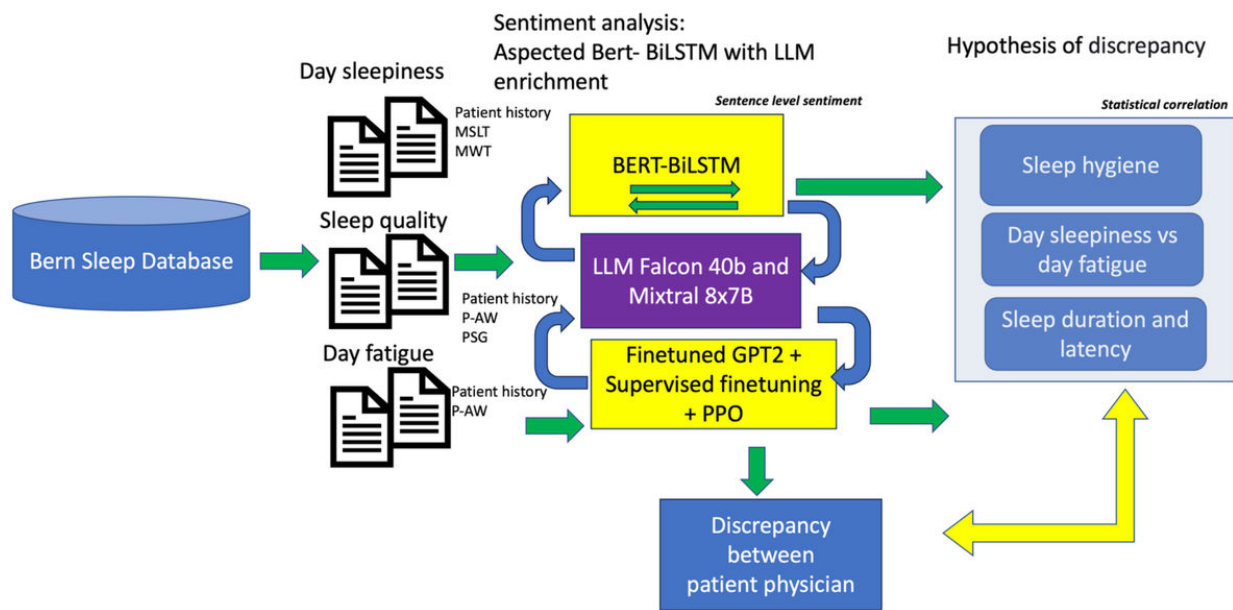 Sentiment analysis:
Aspected Bert- BiLSTM with LLM
enrichment
Hypothesis of discrepancy
Day sleepiness
Sentence level sentiment
Statistical correlation
Patient history
MSLT
MWT
BERT-BiLSTM
Sleep hygiene
Bern Sleep Database
Sleep quality
Patient history
P-AW
PSG
LLM Falcon 40b and
Mixtral 8x7B
Day sleepiness vs
day fatigue
Sleep duration and
latency
Day fatigue
Patient history
P-AW
Finetuned GPT2 +
Supervised finetuning
+ PPO
Discrepancy
between
patient physician